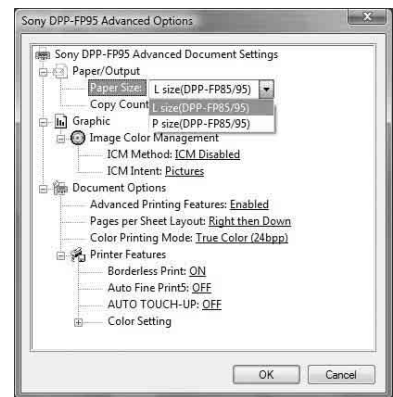 Sony DPP-FP95 Advanced Options
Sony DPP-FP95 Advanced Document Settings
Paper/Output
Paper Size: L size(DPP-FP85/95)
L size(DPP-FP85/95)
Copy Count
P size(DPP-FP85/95)
Graphic
Image Color Management
ICM Method: ICM Disabled
ICM Intent: Pictures
Document Options
Advanced Printing Features: Enabled
Pages per Sheet Layout: Right then Down
Color Printing Mode: True Color (24bpp)
Printer Features
Borderless Print: ON
Auto Fine Print5: OFF
AUTO TOUCH-UP: OFF
Color Setting
OK Cancel